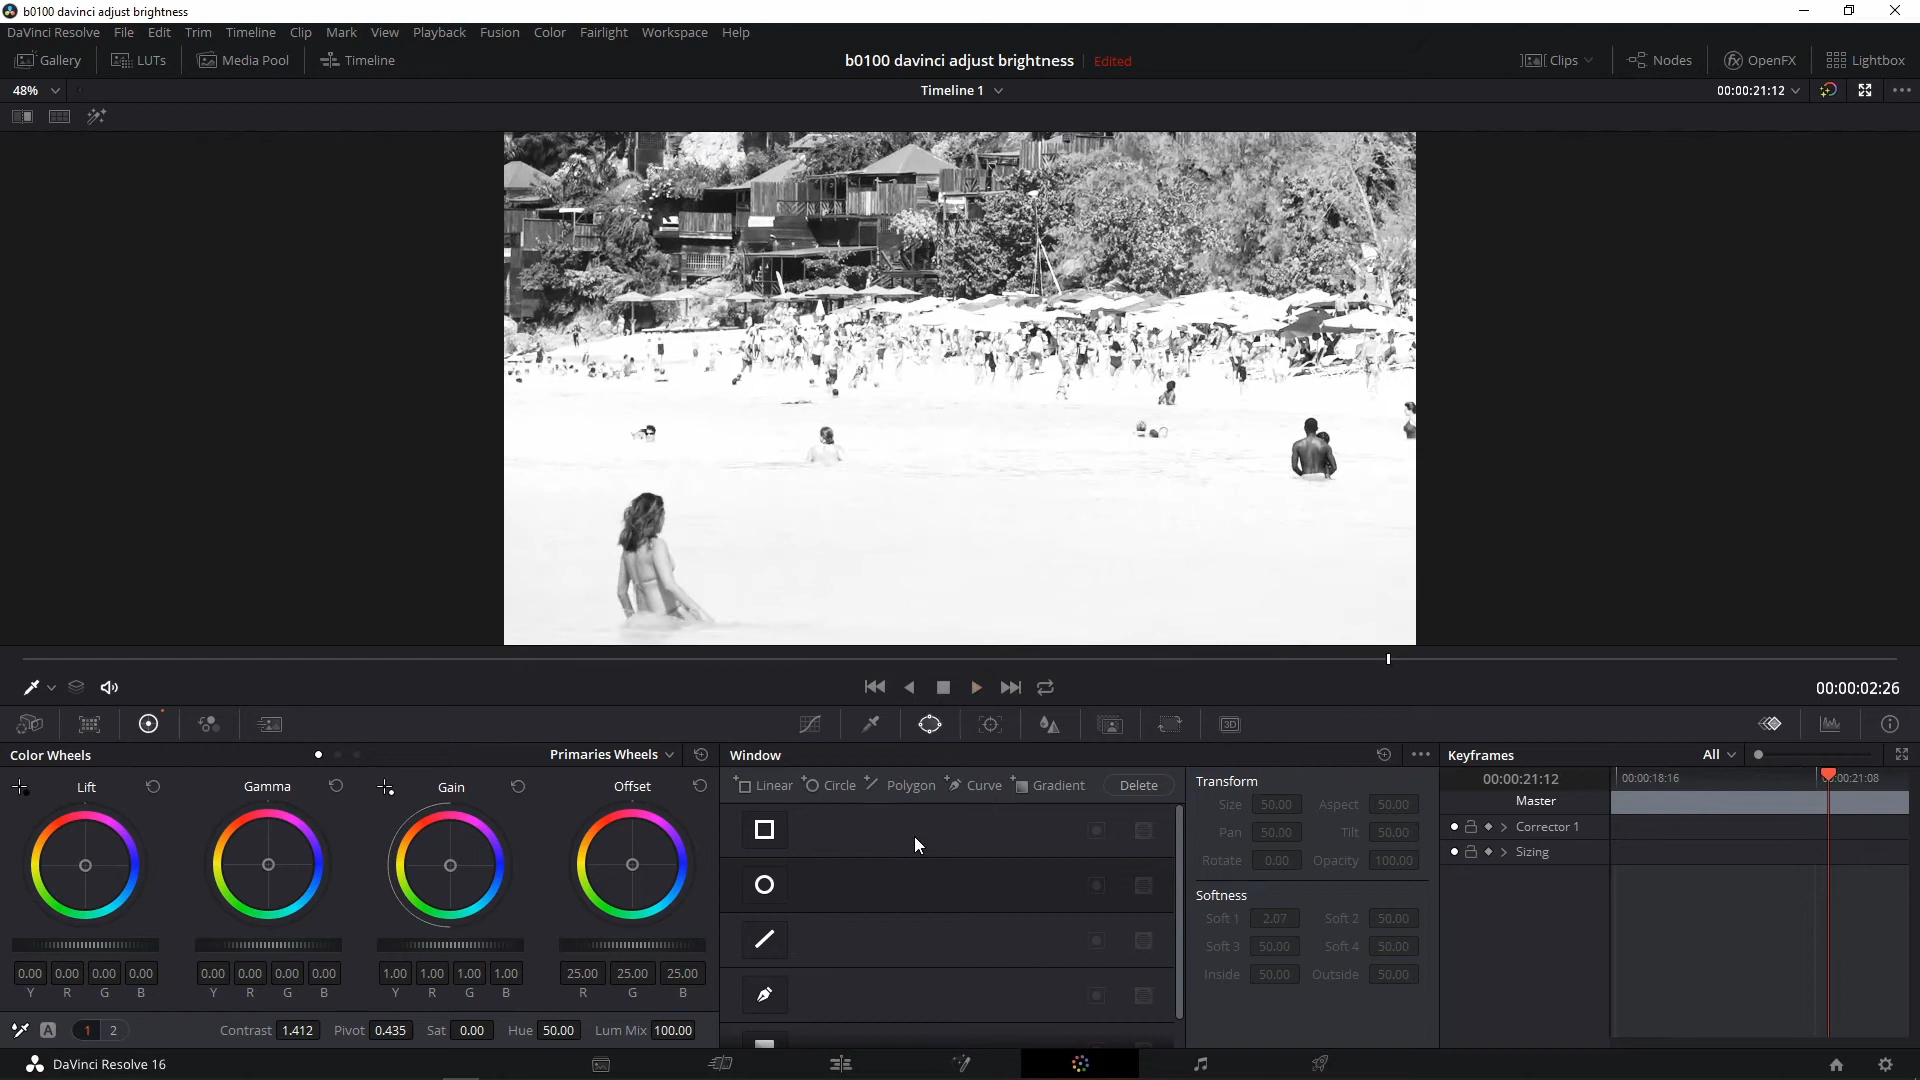 b0100 davinci adjust brightness
DaVinci Resolve File Edit Trim Timeline Clip Mark View Playback Fusion Color Fairlight Workspace Help
Gallery LUTs Media Pool Timeline b0100 davinci adjust brightness Edited Clips Nodes OpenFX Lightbox
48% Timeline 1 00:00:21:12
00:00:02:26
Color Wheels Primaries Wheels Window Keyframes All
Lift Gamma Gain Offset Linear Circle Polygon Curve Gradient Delete Transform 00:00:21:12 00:00:18:16 00:00:21:08
Size 50.00 Aspect 50.00 Master
Pan 50.00 Tilt 50.00 Corrector 1
Rotate 0.00 Opacity 100.00 Sizing
Softness
Soft 1 2.07 Soft 2 50.00
Soft 3 50.00 Soft 4 50.00
0.00 0.00 0.00 0.00 0.00 0.00 0.00 0.00 1.00 1.00 1.00 1.00 25.00 25.00 25.00 Inside 50.00 Outside 50.00
Y R G B Y R G B Y R G B R G B
A 1 2 Contrast 1.412 Pivot 0.435 Sat 0.00 Hue 50.00 Lum Mix 100.00
DaVinci Resolve 16